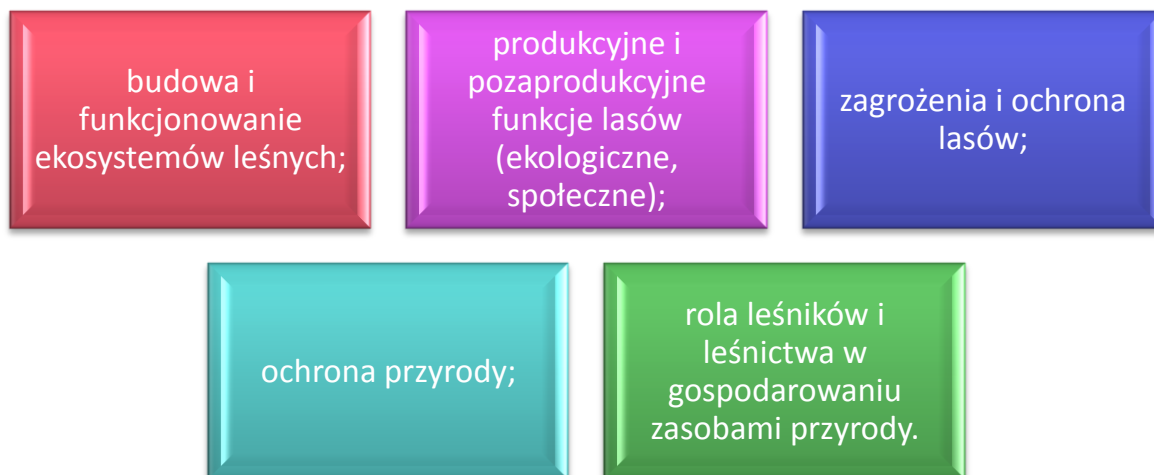 budowa i
funkcjonowanie
ekosystemów leśnych;
produkcyjne i
pozaprodukcyjne
funkcje lasów
(ekologiczne,
społeczne);
zagrożenia i ochrona
lasów;
ochrona przyrody;
rola leśników i
leśnictwa w
gospodarowaniu
zasobami przyrody.